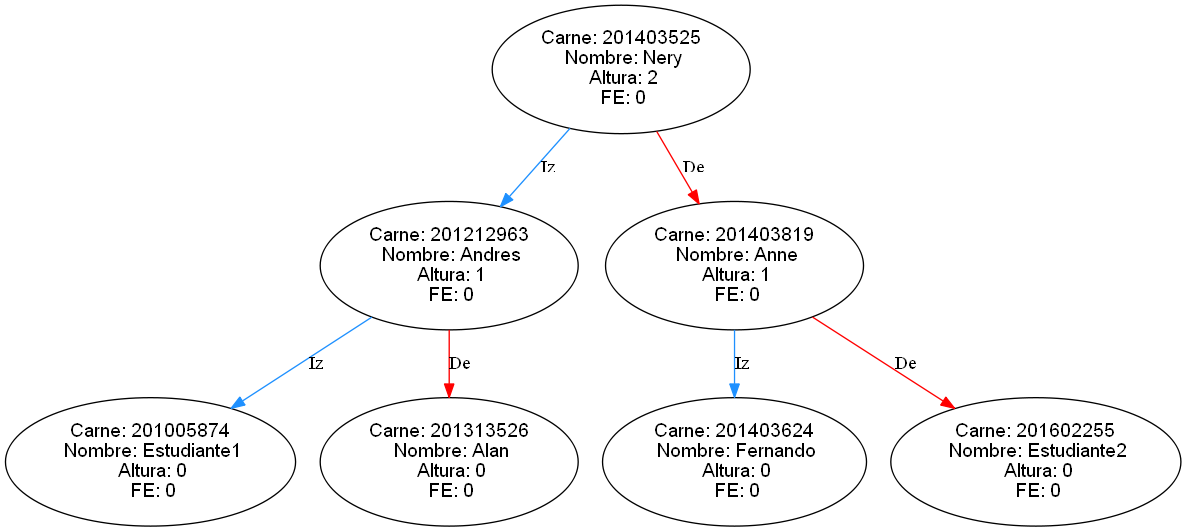 Carne: 201403525
Nombre: Nery
Altura: 2
FE: 0
Iz
De
Carne: 201212963
Nombre: Andres
Altura: 1
FE: 0
Carne: 201403819
Nombre: Anne
Altura: 1
FE: 0
Iz
De
Iz
De
Carne: 201005874
Nombre: Estudiante1
Altura: 0
FE: 0
Carne: 201313526
Nombre: Alan
Altura: 0
FE: 0
Carne: 201403624
Nombre: Fernando
Altura: 0
FE: 0
Carne: 201602255
Nombre: Estudiante2
Altura: 0
FE: 0